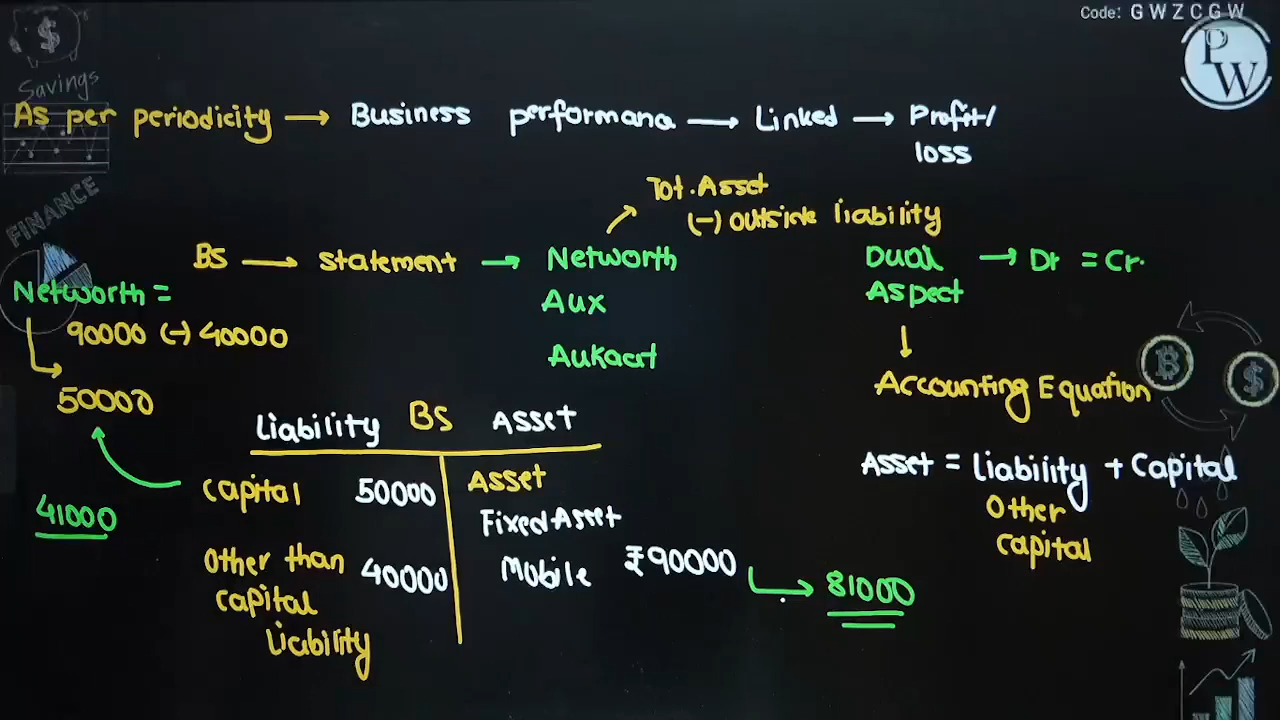 Code: G W Z C G W
PW
Savings
As per periodicity → Business performana → Linked → Profit/
loss
FINANCE
Tot. Asset
(-) outside liability
BS → statement → Networth
Dual → Dr = Cr.
Networth =
Aux
Aspect
90000 (-) 40000
Aukaat
50000
Accounting Equation
Liability BS Asset
Asset = Liability + Capital
capital 50000
Asset
Other
capital
41000
Fixed Asset
Other than 40000
capital
Liability
Mobile ₹90000
81000